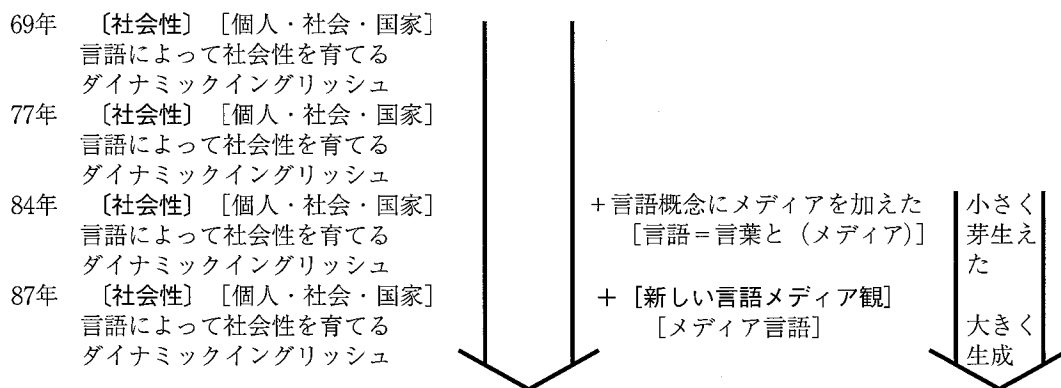 69年 〔社会性〕［個人・社会・国家］
言語によって社会性を育てる
ダイナミックイングリッシュ
77年 〔社会性〕［個人・社会・国家］
言語によって社会性を育てる
ダイナミックイングリッシュ
84年 〔社会性〕［個人・社会・国家］
言語によって社会性を育てる
ダイナミックイングリッシュ
87年 〔社会性〕［個人・社会・国家］
言語によって社会性を育てる
ダイナミックイングリッシュ
＋言語概念にメディアを加えた
［言語＝言葉と（メディア）］
＋［新しい言語メディア観］
［メディア言語］
小さく
芽生え
た
大きく
生成